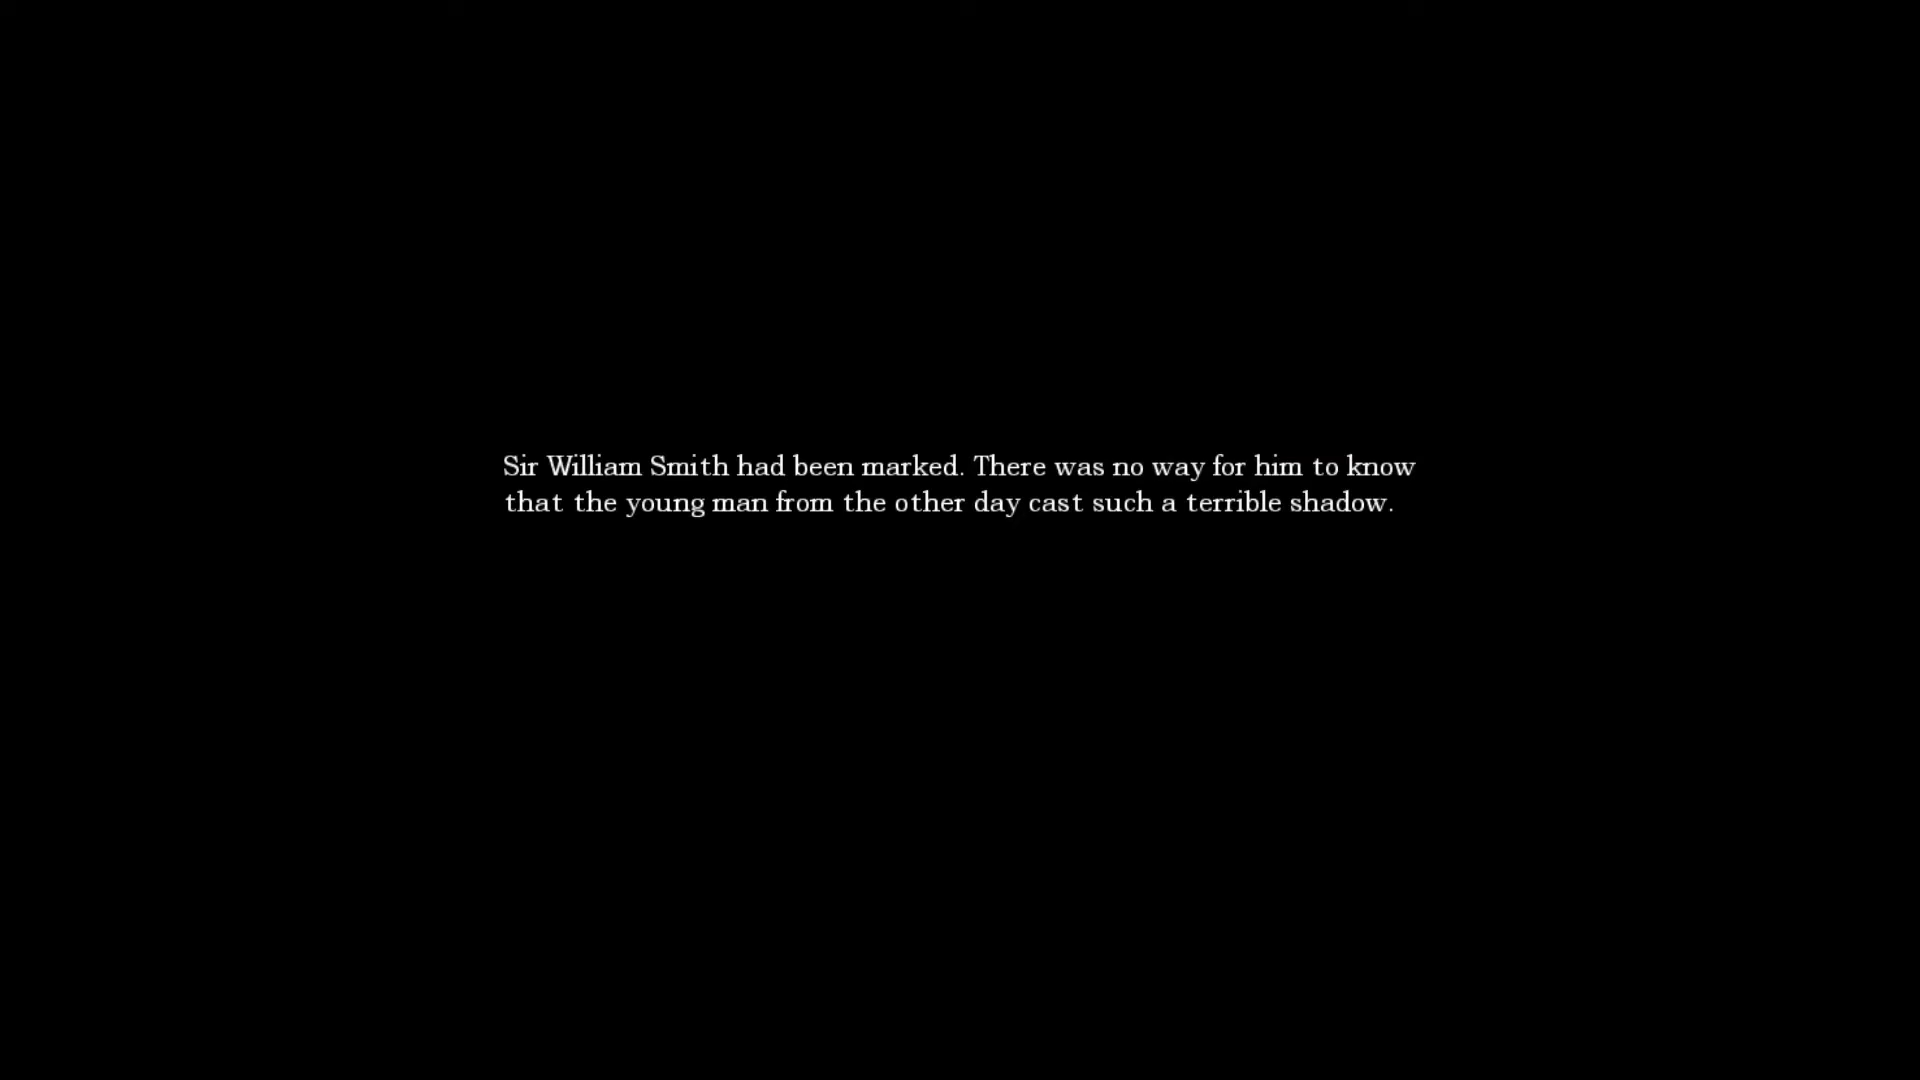 Sir William Smith had been marked. There was no way for him to know
that the young man from the other day cast such a terrible shadow.